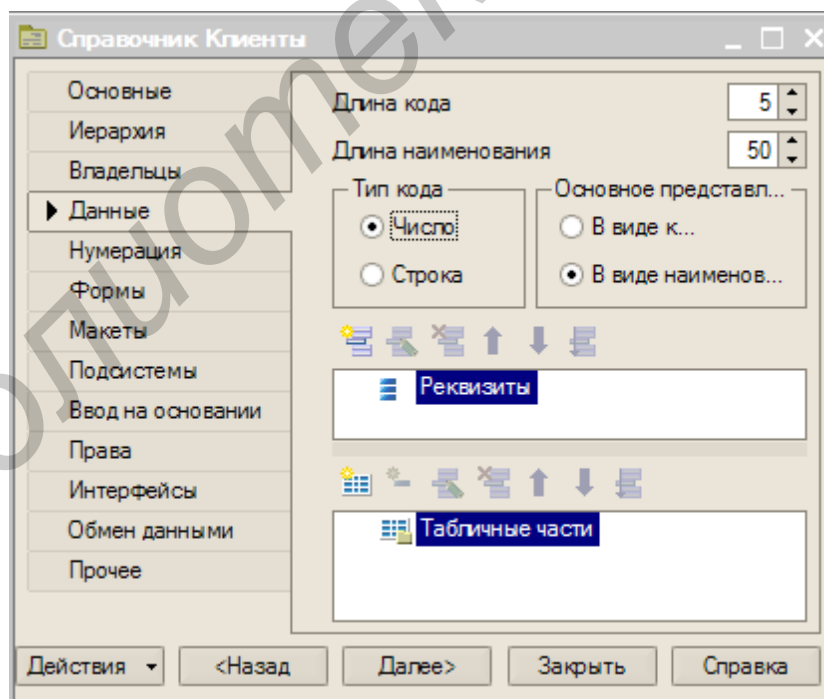 Справочник Клиенты
Основные
Иерархия
Владельцы
Данные
Нумерация
Формы
Макеты
Подсистемы
Ввод на основании
Права
Интерфейсы
Обмен данными
Прочее
Длина кода 5
Длина наименования 50
Тип кода
Число
Строка
Основное представл...
В виде к...
В виде наименов...
Реквизиты
Табличные части
Действия <Назад Далее> Закрыть Справка